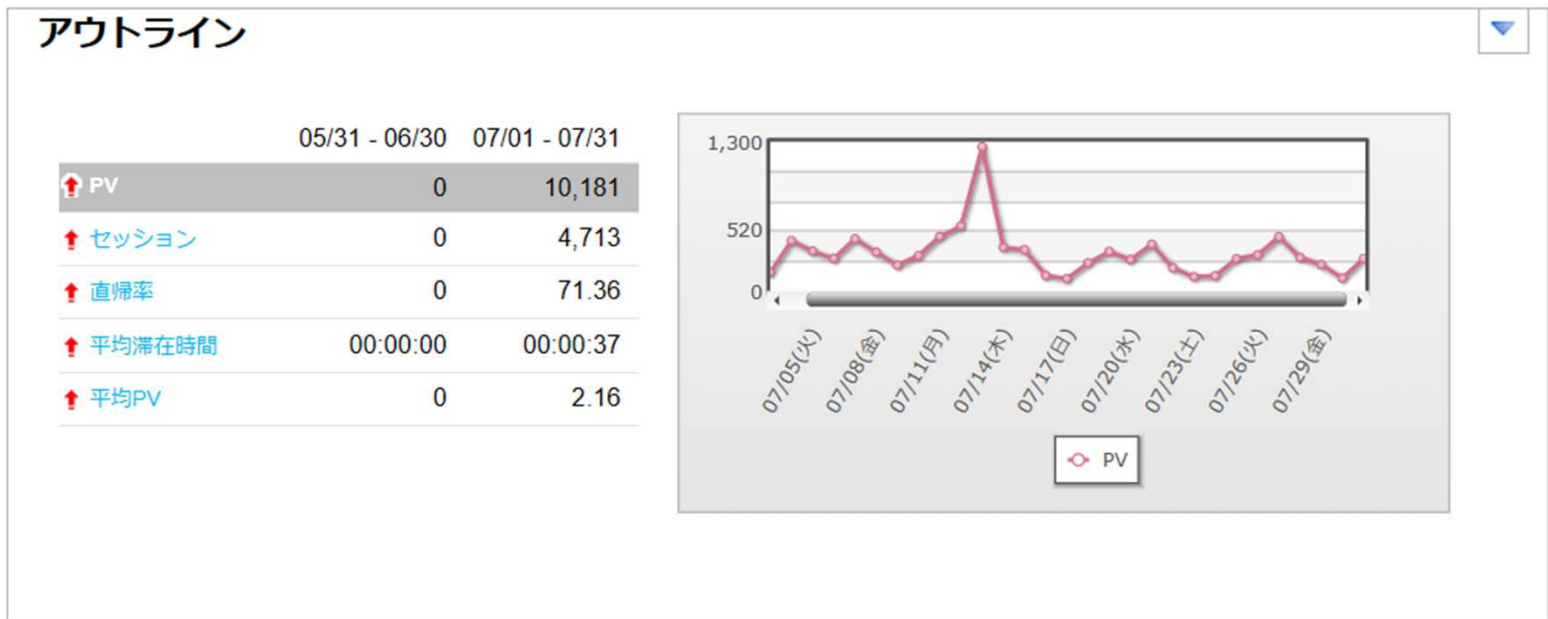 アウトライン
05/31 - 06/30 07/01 - 07/31
PV 0 10,181
セッション 0 4,713
直帰率 0 71.36
平均滞在時間 00:00:00 00:00:37
平均PV 0 2.16
1,300
520
0
07/05(火) 07/08(金) 07/11(月) 07/14(木) 07/17(日) 07/20(水) 07/23(土) 07/26(火) 07/29(金)
PV